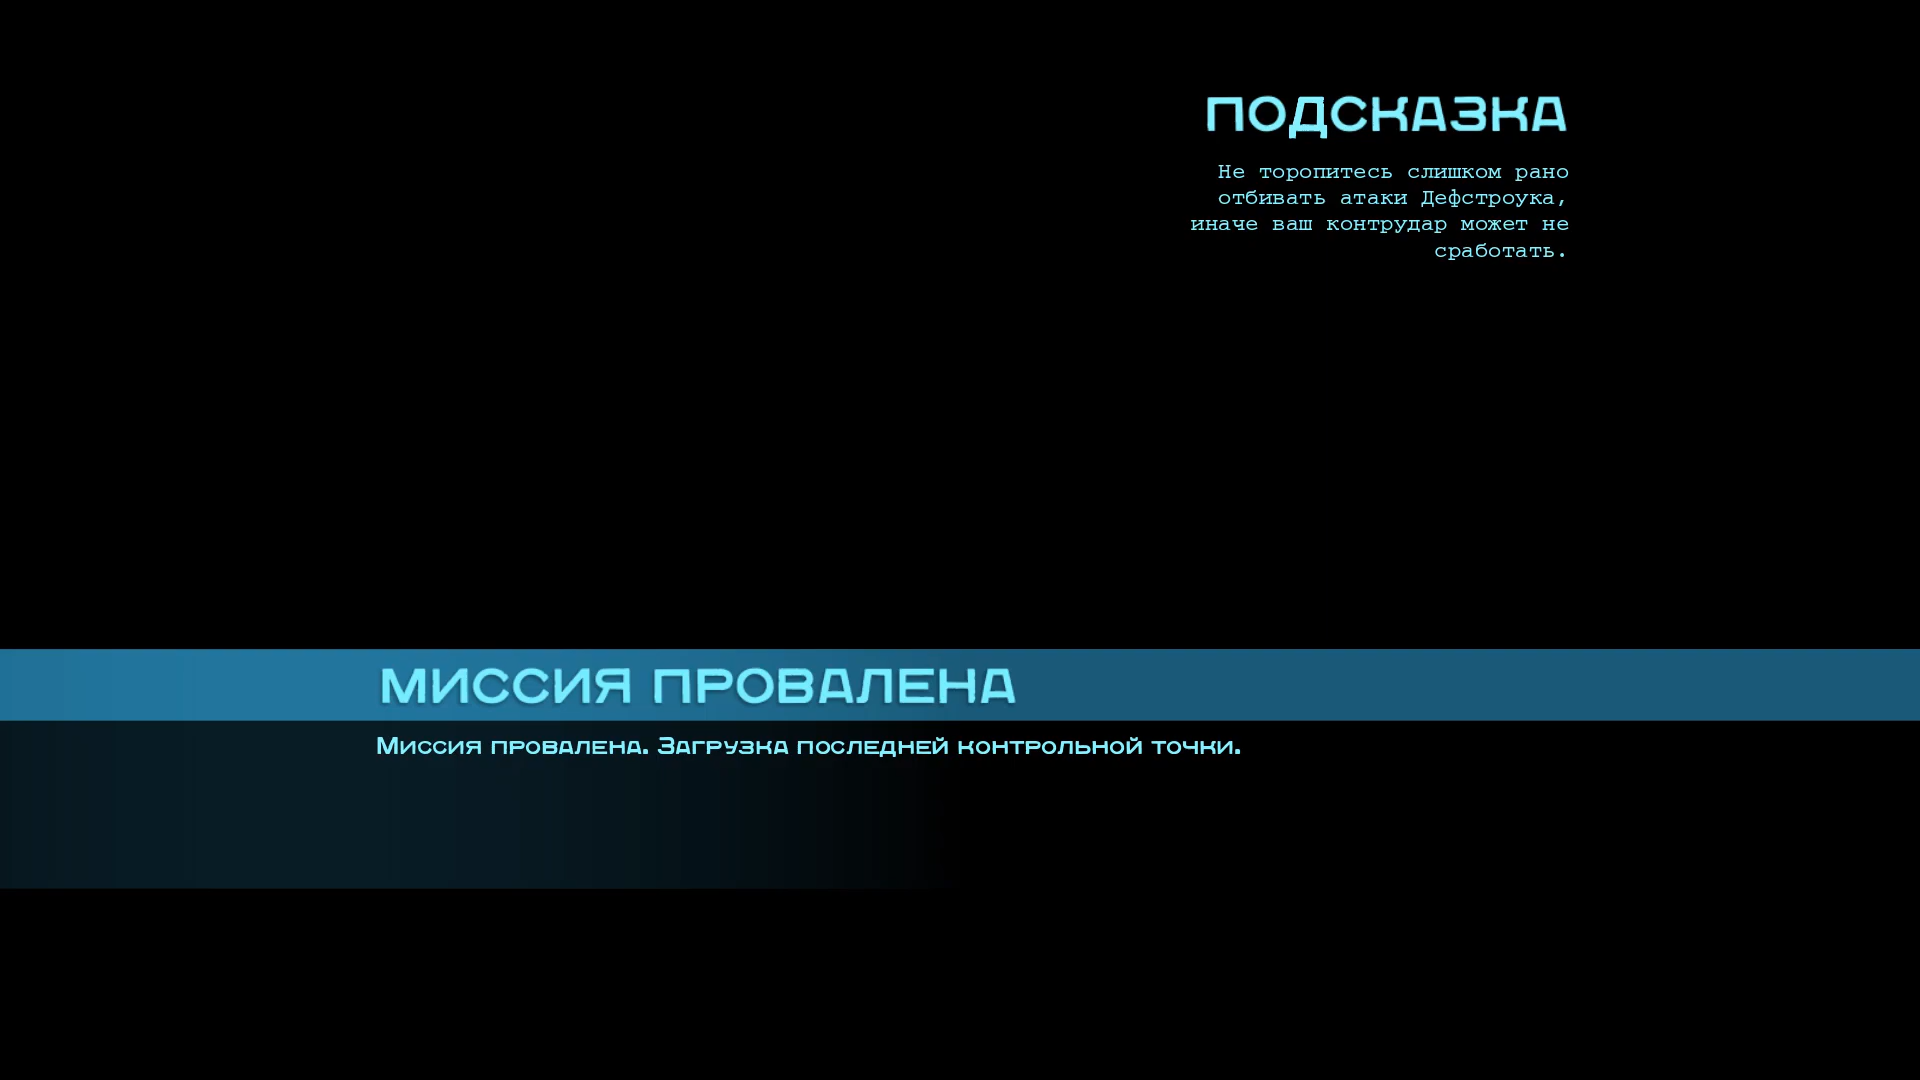 ПОДСКАЗКА
Не торопитесь слишком рано
отбивать атаки Дефстроука,
иначе ваш контрудар может не
сработать.
МИССИЯ ПРОВАЛЕНА
Миссия провалена. Загрузка последней контрольной точки.